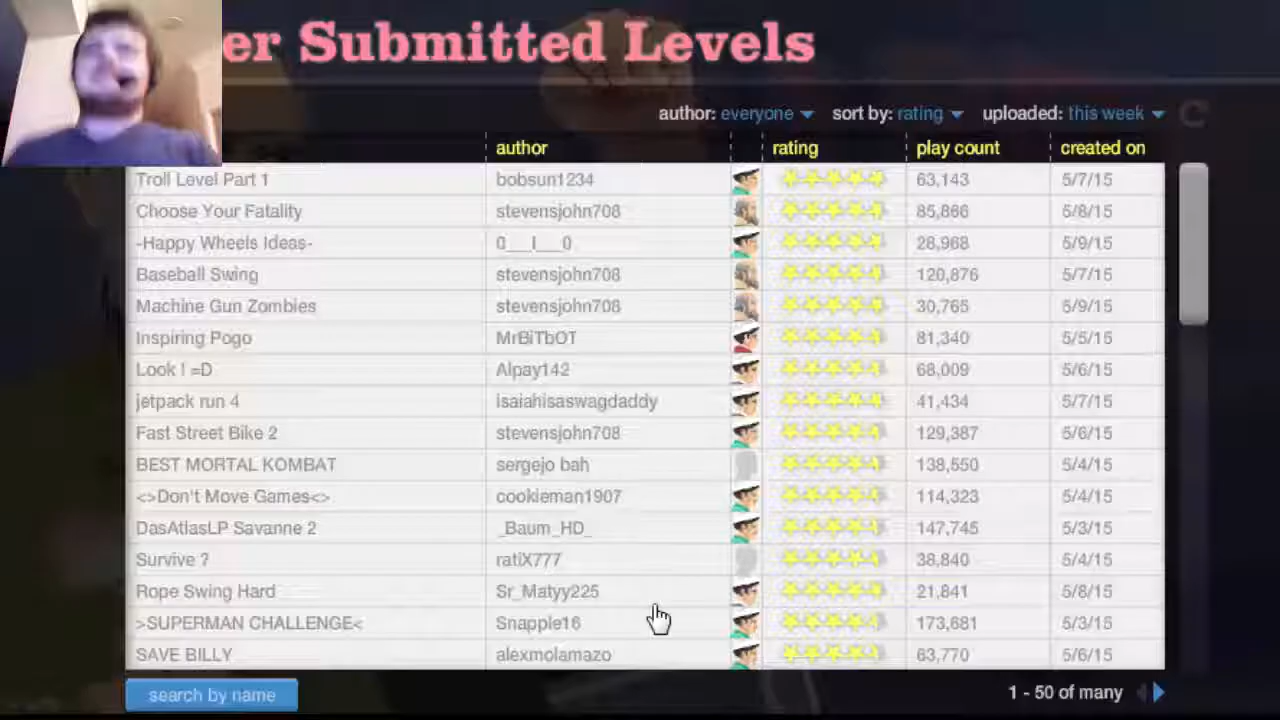 er Submitted Levels
author: everyone sort by: rating uploaded: this week
author rating play count created on
Troll Level Part 1 bobsun1234 63,143 5/7/15
Choose Your Fatality stevensjohn708 85,866 5/8/15
-Happy Wheels Ideas- 0__I__0 28,968 5/9/15
Baseball Swing stevensjohn708 120,876 5/7/15
Machine Gun Zombies stevensjohn708 30,765 5/9/15
Inspiring Pogo MrBiTbOT 81,340 5/5/15
Look ! =D Alpay142 68,009 5/6/15
jetpack run 4 isaiahisaswagdaddy 41,434 5/7/15
Fast Street Bike 2 stevensjohn708 129,387 5/6/15
BEST MORTAL KOMBAT sergejo bah 138,550 5/4/15
<>Don't Move Games<> cookieman1907 114,323 5/4/15
DasAtlasLP Savanne 2 _Baum_HD_ 147,745 5/3/15
Survive ? ratiX777 38,840 5/4/15
Rope Swing Hard Sr_Matyy225 21,841 5/8/15
>SUPERMAN CHALLENGE< Snapple16 173,681 5/3/15
SAVE BILLY alexmolamazo 63,770 5/6/15
search by name 1 - 50 of many